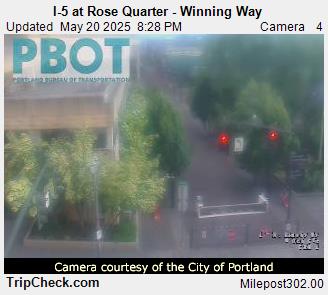 I-5 at Rose Quarter - Winning Way
Updated May 20 2025 8:28 PM Camera 4
PBOT
PORTLAND BUREAU OF TRANSPORTATION
Camera courtesy of the City of Portland
TripCheck.com Milepost302.00